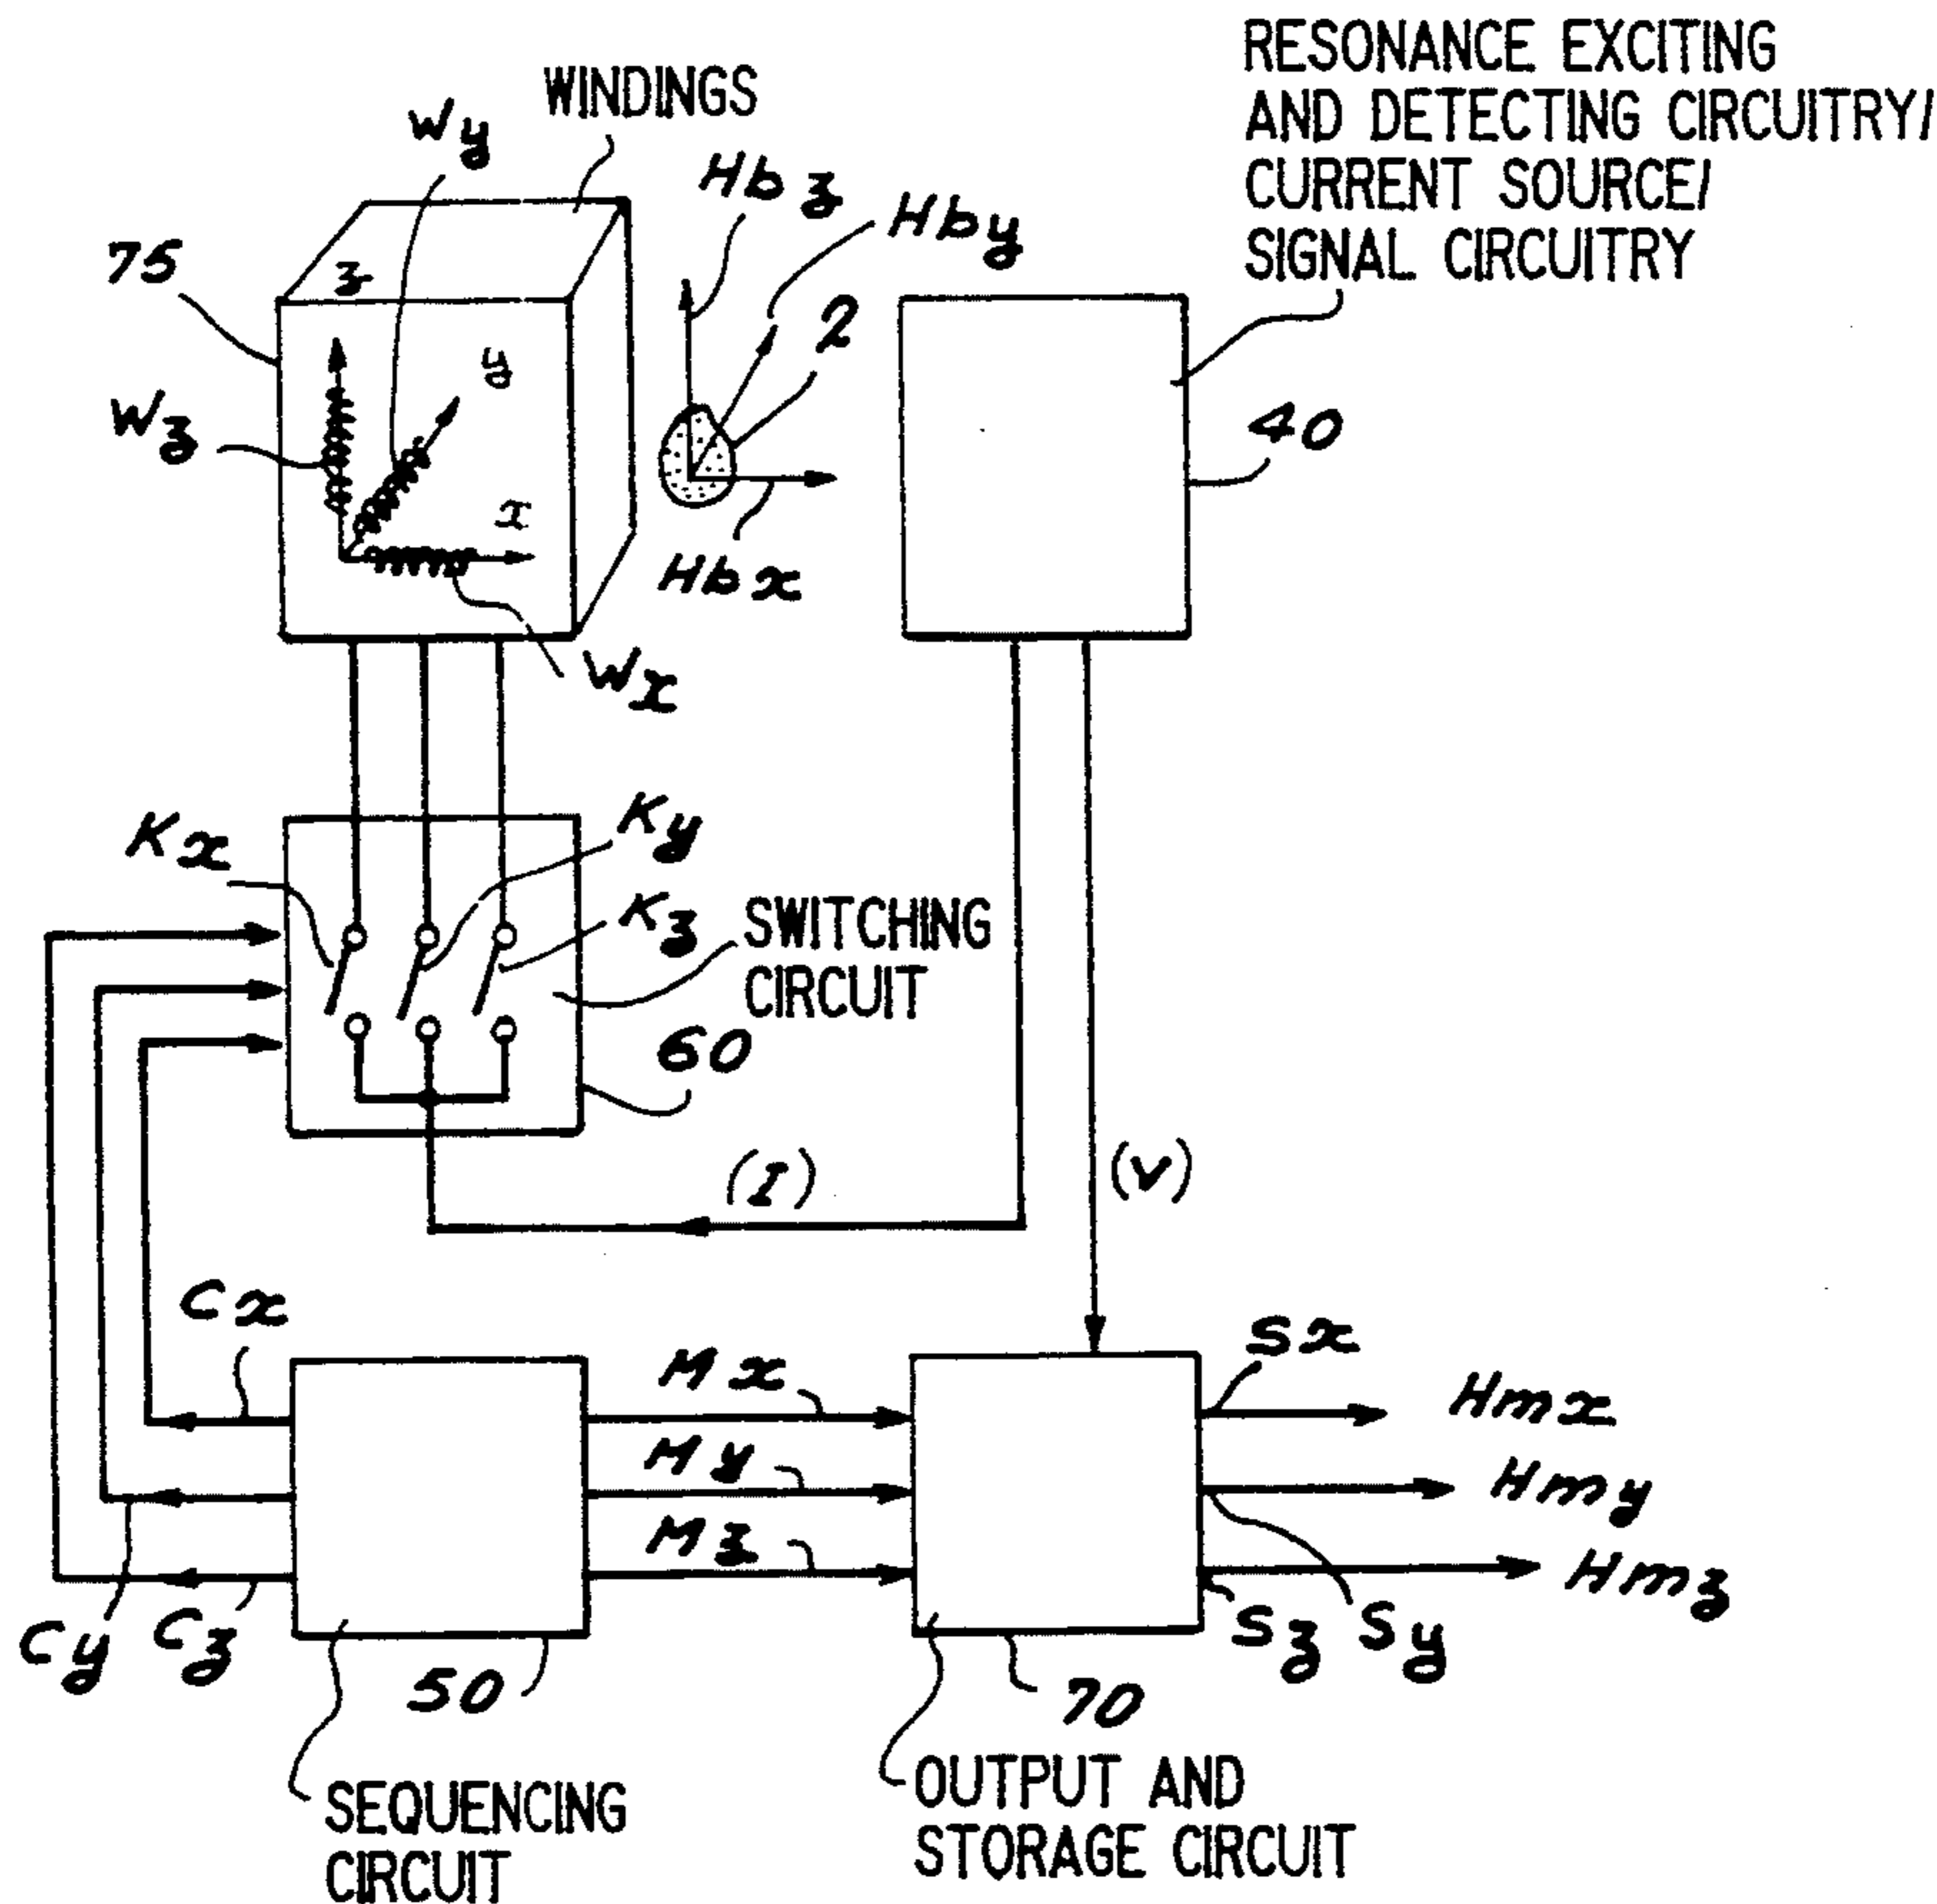 RESONANCE EXCITING
AND DETECTING CIRCUITRY/
CURRENT SOURCE/
SIGNAL CIRCUITRY
WINDINGS
Wy
Hbz
Hby
75
z
2
y
Wz
40
x
Hbx
Wx
Kx
Ky
Kz
SWITCHING
CIRCUIT
60
(I)
(V)
Cx
Mx
Sx
Hmx
My
Hmy
Mz
Hmz
Cy
Cz
Sz
Sy
50
70
SEQUENCING
CIRCUIT
OUTPUT AND
STORAGE CIRCUIT